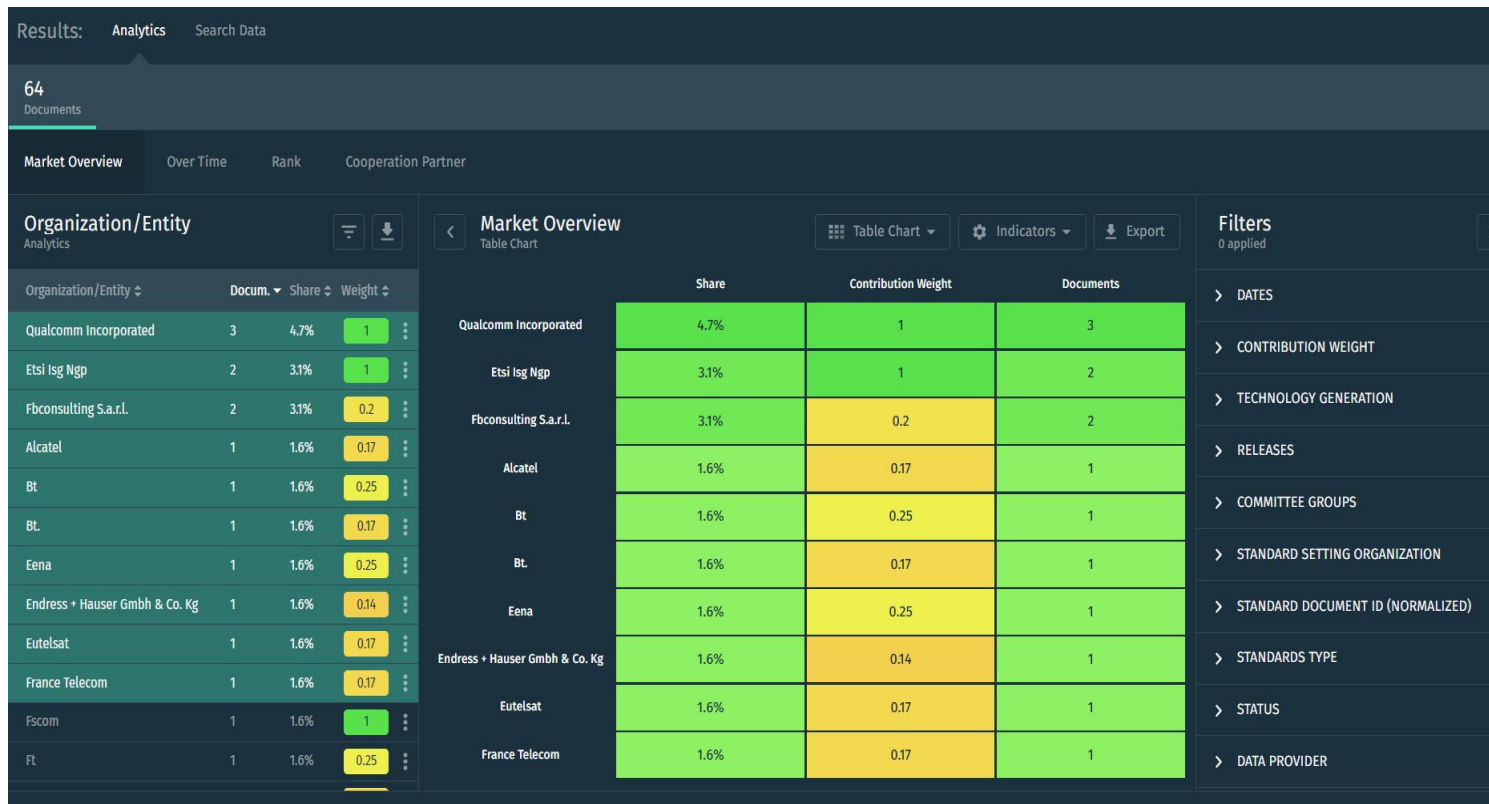 Results: Analytics Search Data
64
Documents
Market Overview Over Time Rank Cooperation Partner
Organization/Entity
Analytics
Organization/Entity Docum. Share Weight
Qualcomm Incorporated 3 4.7% 1
Etsi Isg Ngp 2 3.1% 1
Fbconsulting S.a.r.l. 2 3.1% 0.2
Alcatel 1 1.6% 0.17
Bt 1 1.6% 0.25
Bt. 1 1.6% 0.17
Eena 1 1.6% 0.25
Endress + Hauser Gmbh & Co. Kg 1 1.6% 0.14
Eutelsat 1 1.6% 0.17
France Telecom 1 1.6% 0.17
Fscom 1 1.6% 1
Ft 1 1.6% 0.25
Market Overview
Table Chart
Table Chart Indicators Export
Share Contribution Weight Documents
Qualcomm Incorporated 4.7% 1 3
Etsi Isg Ngp 3.1% 1 2
Fbconsulting S.a.r.l. 3.1% 0.2 2
Alcatel 1.6% 0.17 1
Bt 1.6% 0.25 1
Bt. 1.6% 0.17 1
Eena 1.6% 0.25 1
Endress + Hauser Gmbh & Co. Kg 1.6% 0.14 1
Eutelsat 1.6% 0.17 1
France Telecom 1.6% 0.17 1
Filters
0 applied
DATES
CONTRIBUTION WEIGHT
TECHNOLOGY GENERATION
RELEASES
COMMITTEE GROUPS
STANDARD SETTING ORGANIZATION
STANDARD DOCUMENT ID (NORMALIZED)
STANDARDS TYPE
STATUS
DATA PROVIDER